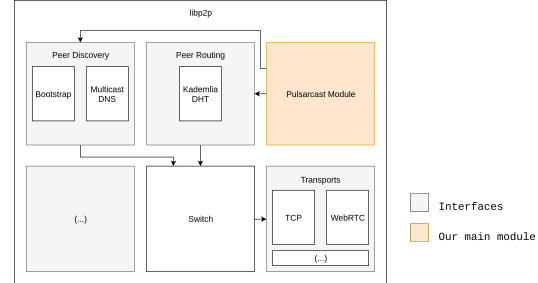 libp2p
Peer Discovery
Bootstrap
Multicast
DNS
Peer Routing
Kademlia
DHT
Pulsarcast Module
(...)
Switch
Transports
TCP
WebRTC
(...)
Interfaces
Our main module